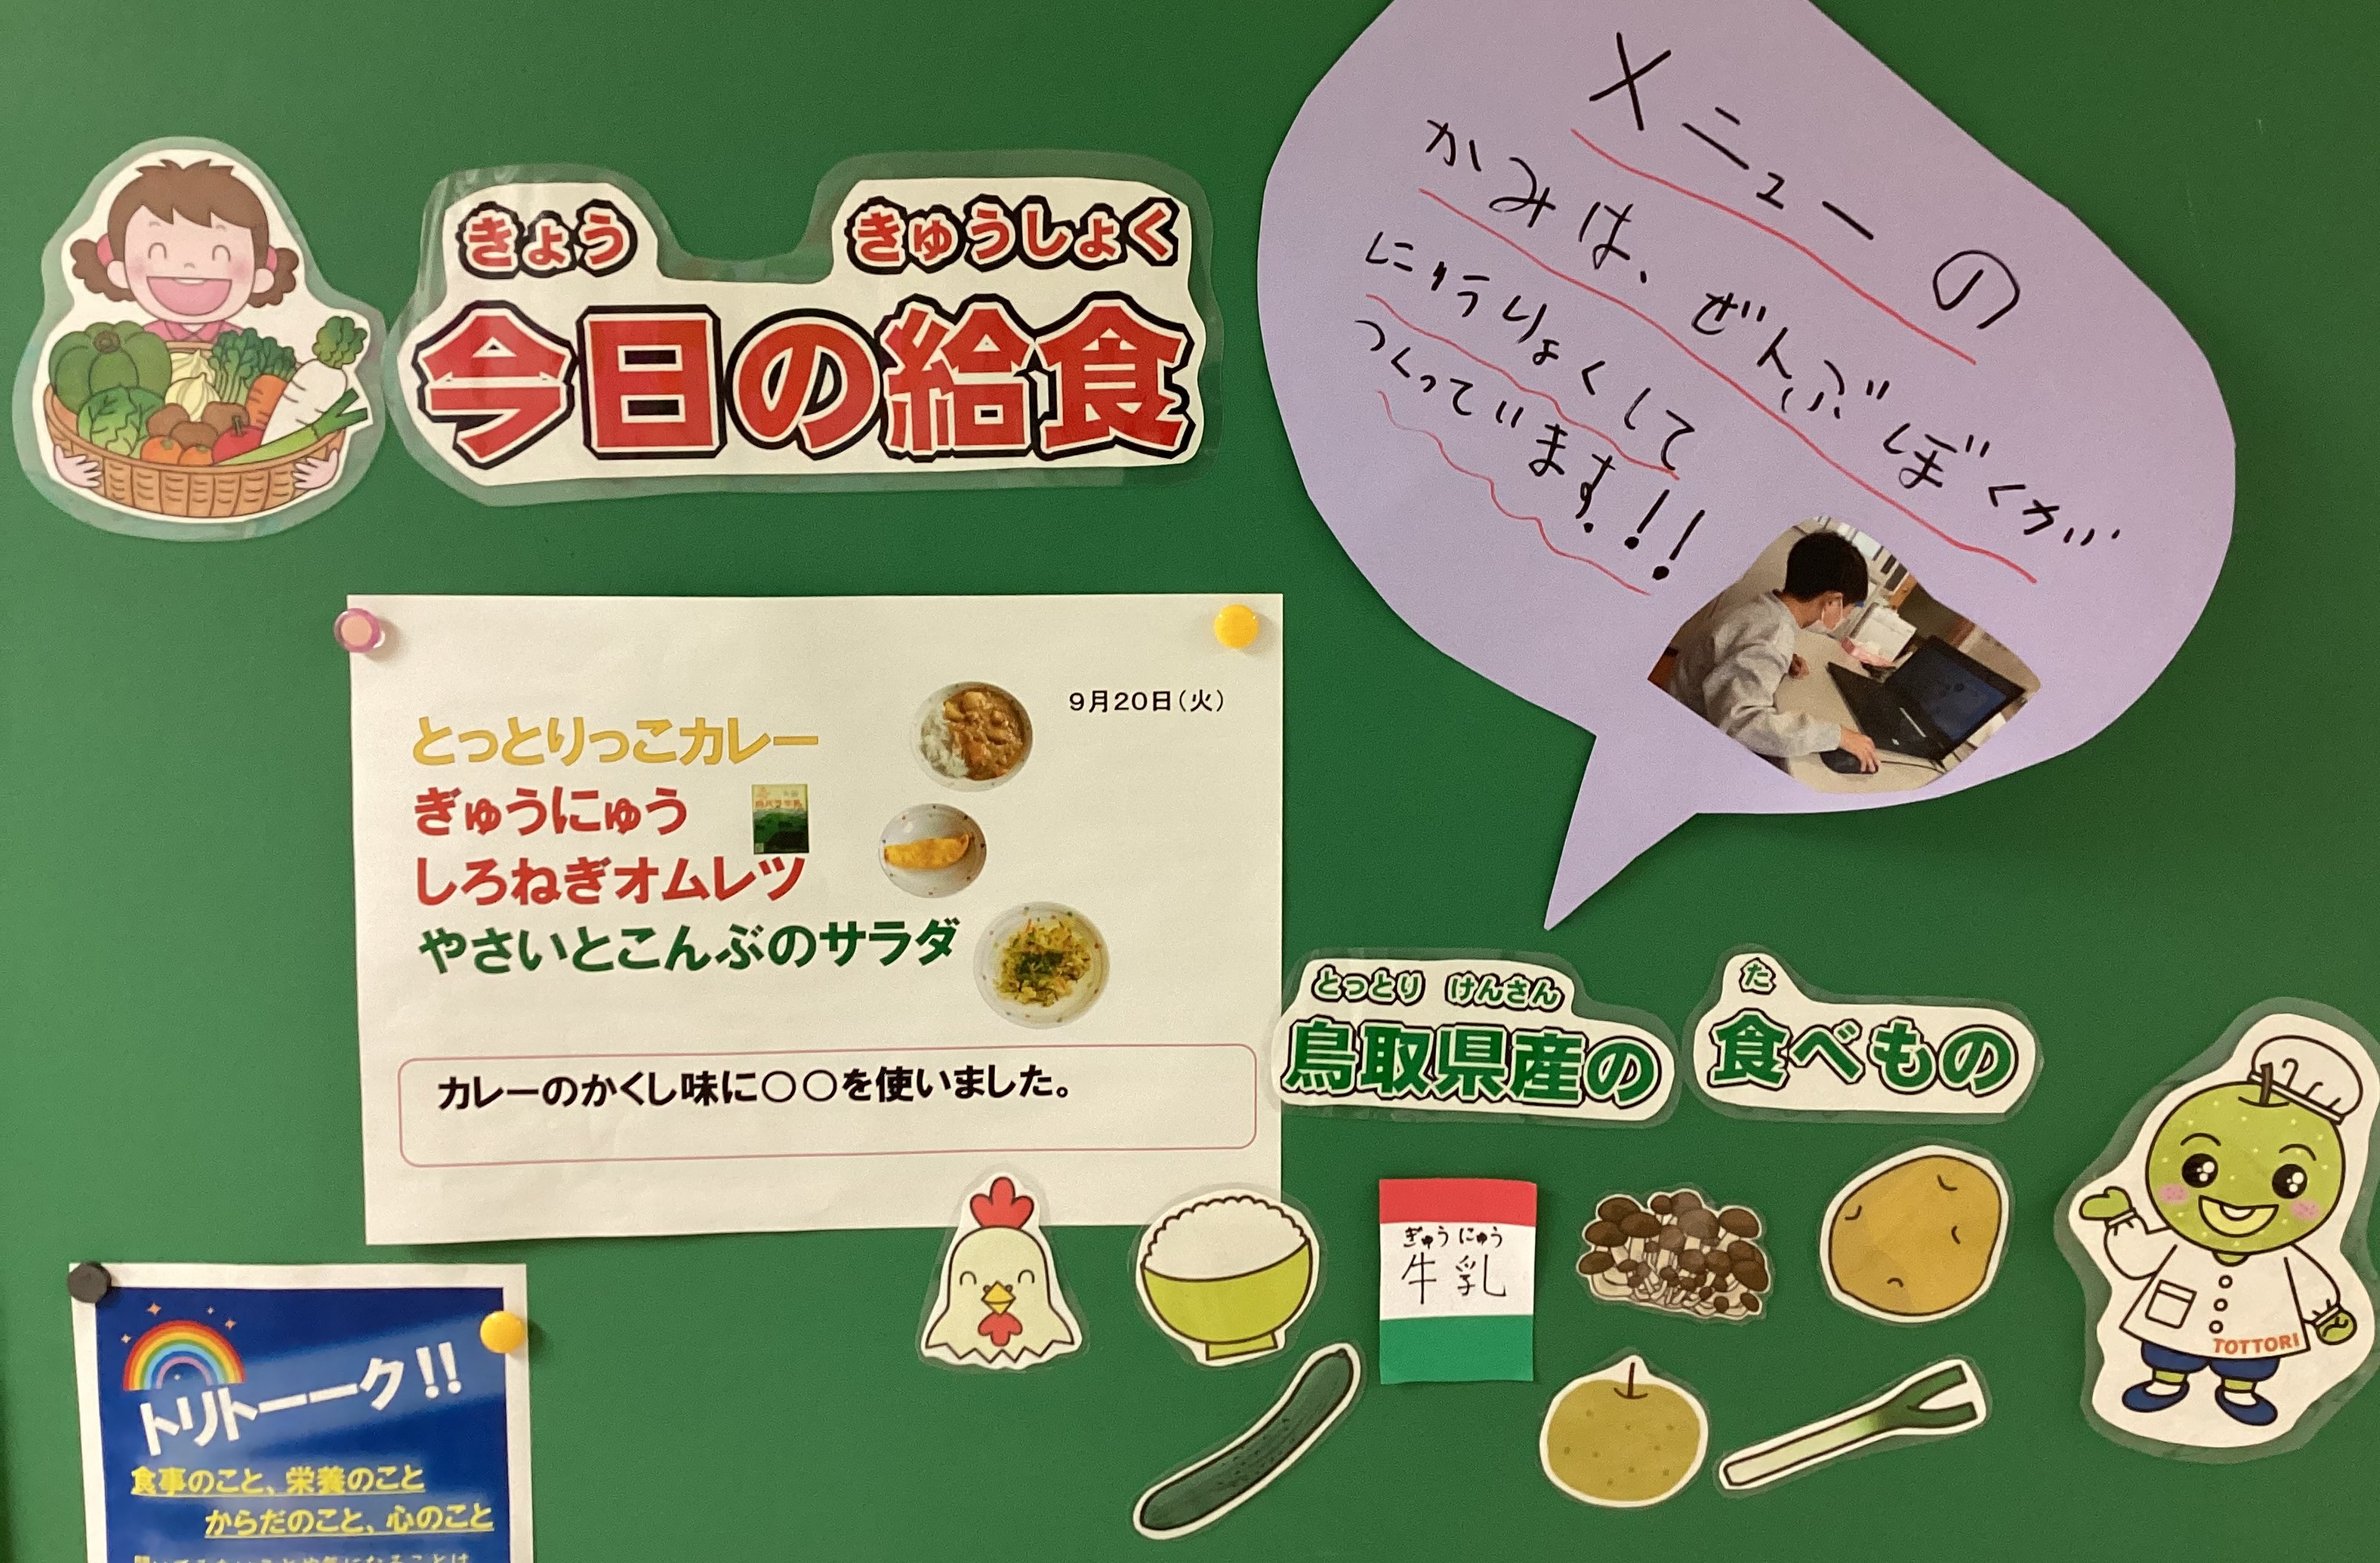 きょう きゅうしょく
今日の給食
メニューの
かみは、ぜんぶぼくが
にゅうりょくして
つくっています!!
9月20日(火)
とっとりっこカレー
ぎゅうにゅう
しろねぎオムレツ
やさいとこんぶのサラダ
カレーのかくし味に○○を使いました。
とっとり けんさん
鳥取県産の
た
食べもの
ぎゅうにゅう
牛乳
TOTTORI
トリトーーク!!
食事のこと、栄養のこと
からだのこと、心のこと